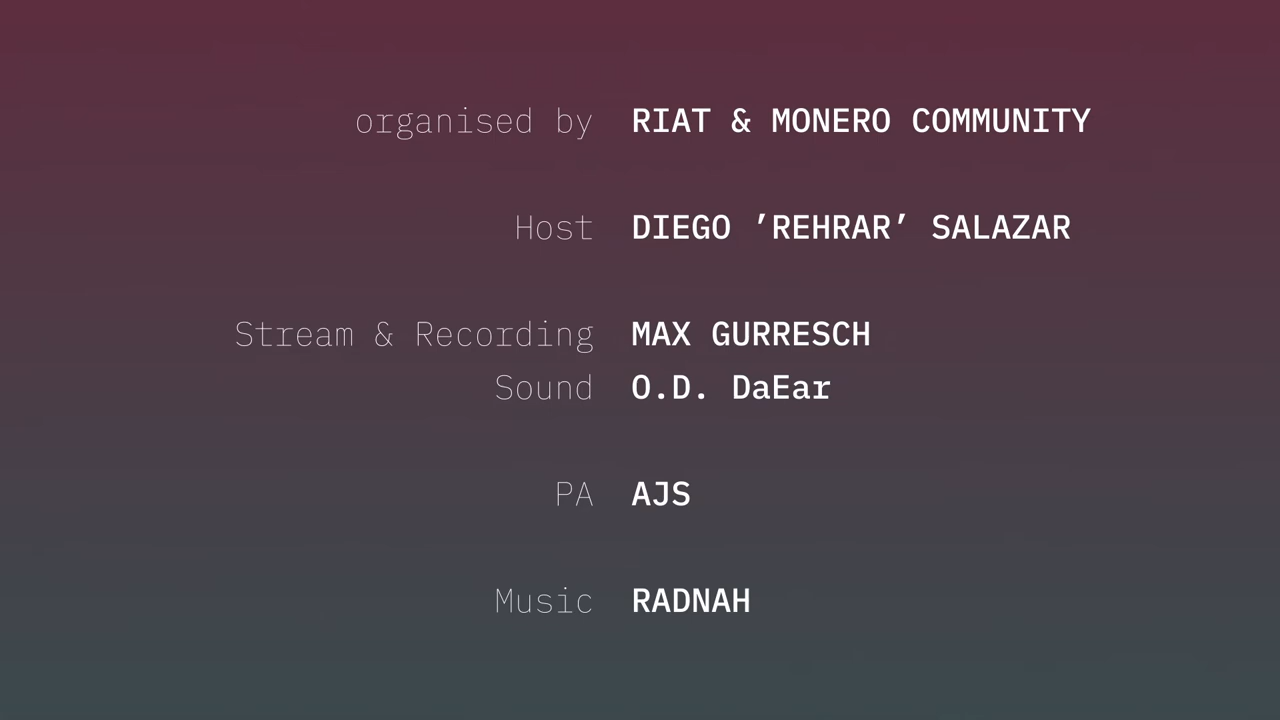 organised by RIAT & MONERO COMMUNITY
Host DIEGO ’REHRAR’ SALAZAR
Stream & Recording MAX GURRESCH
Sound O.D. DaEar
PA AJS
Music RADNAH